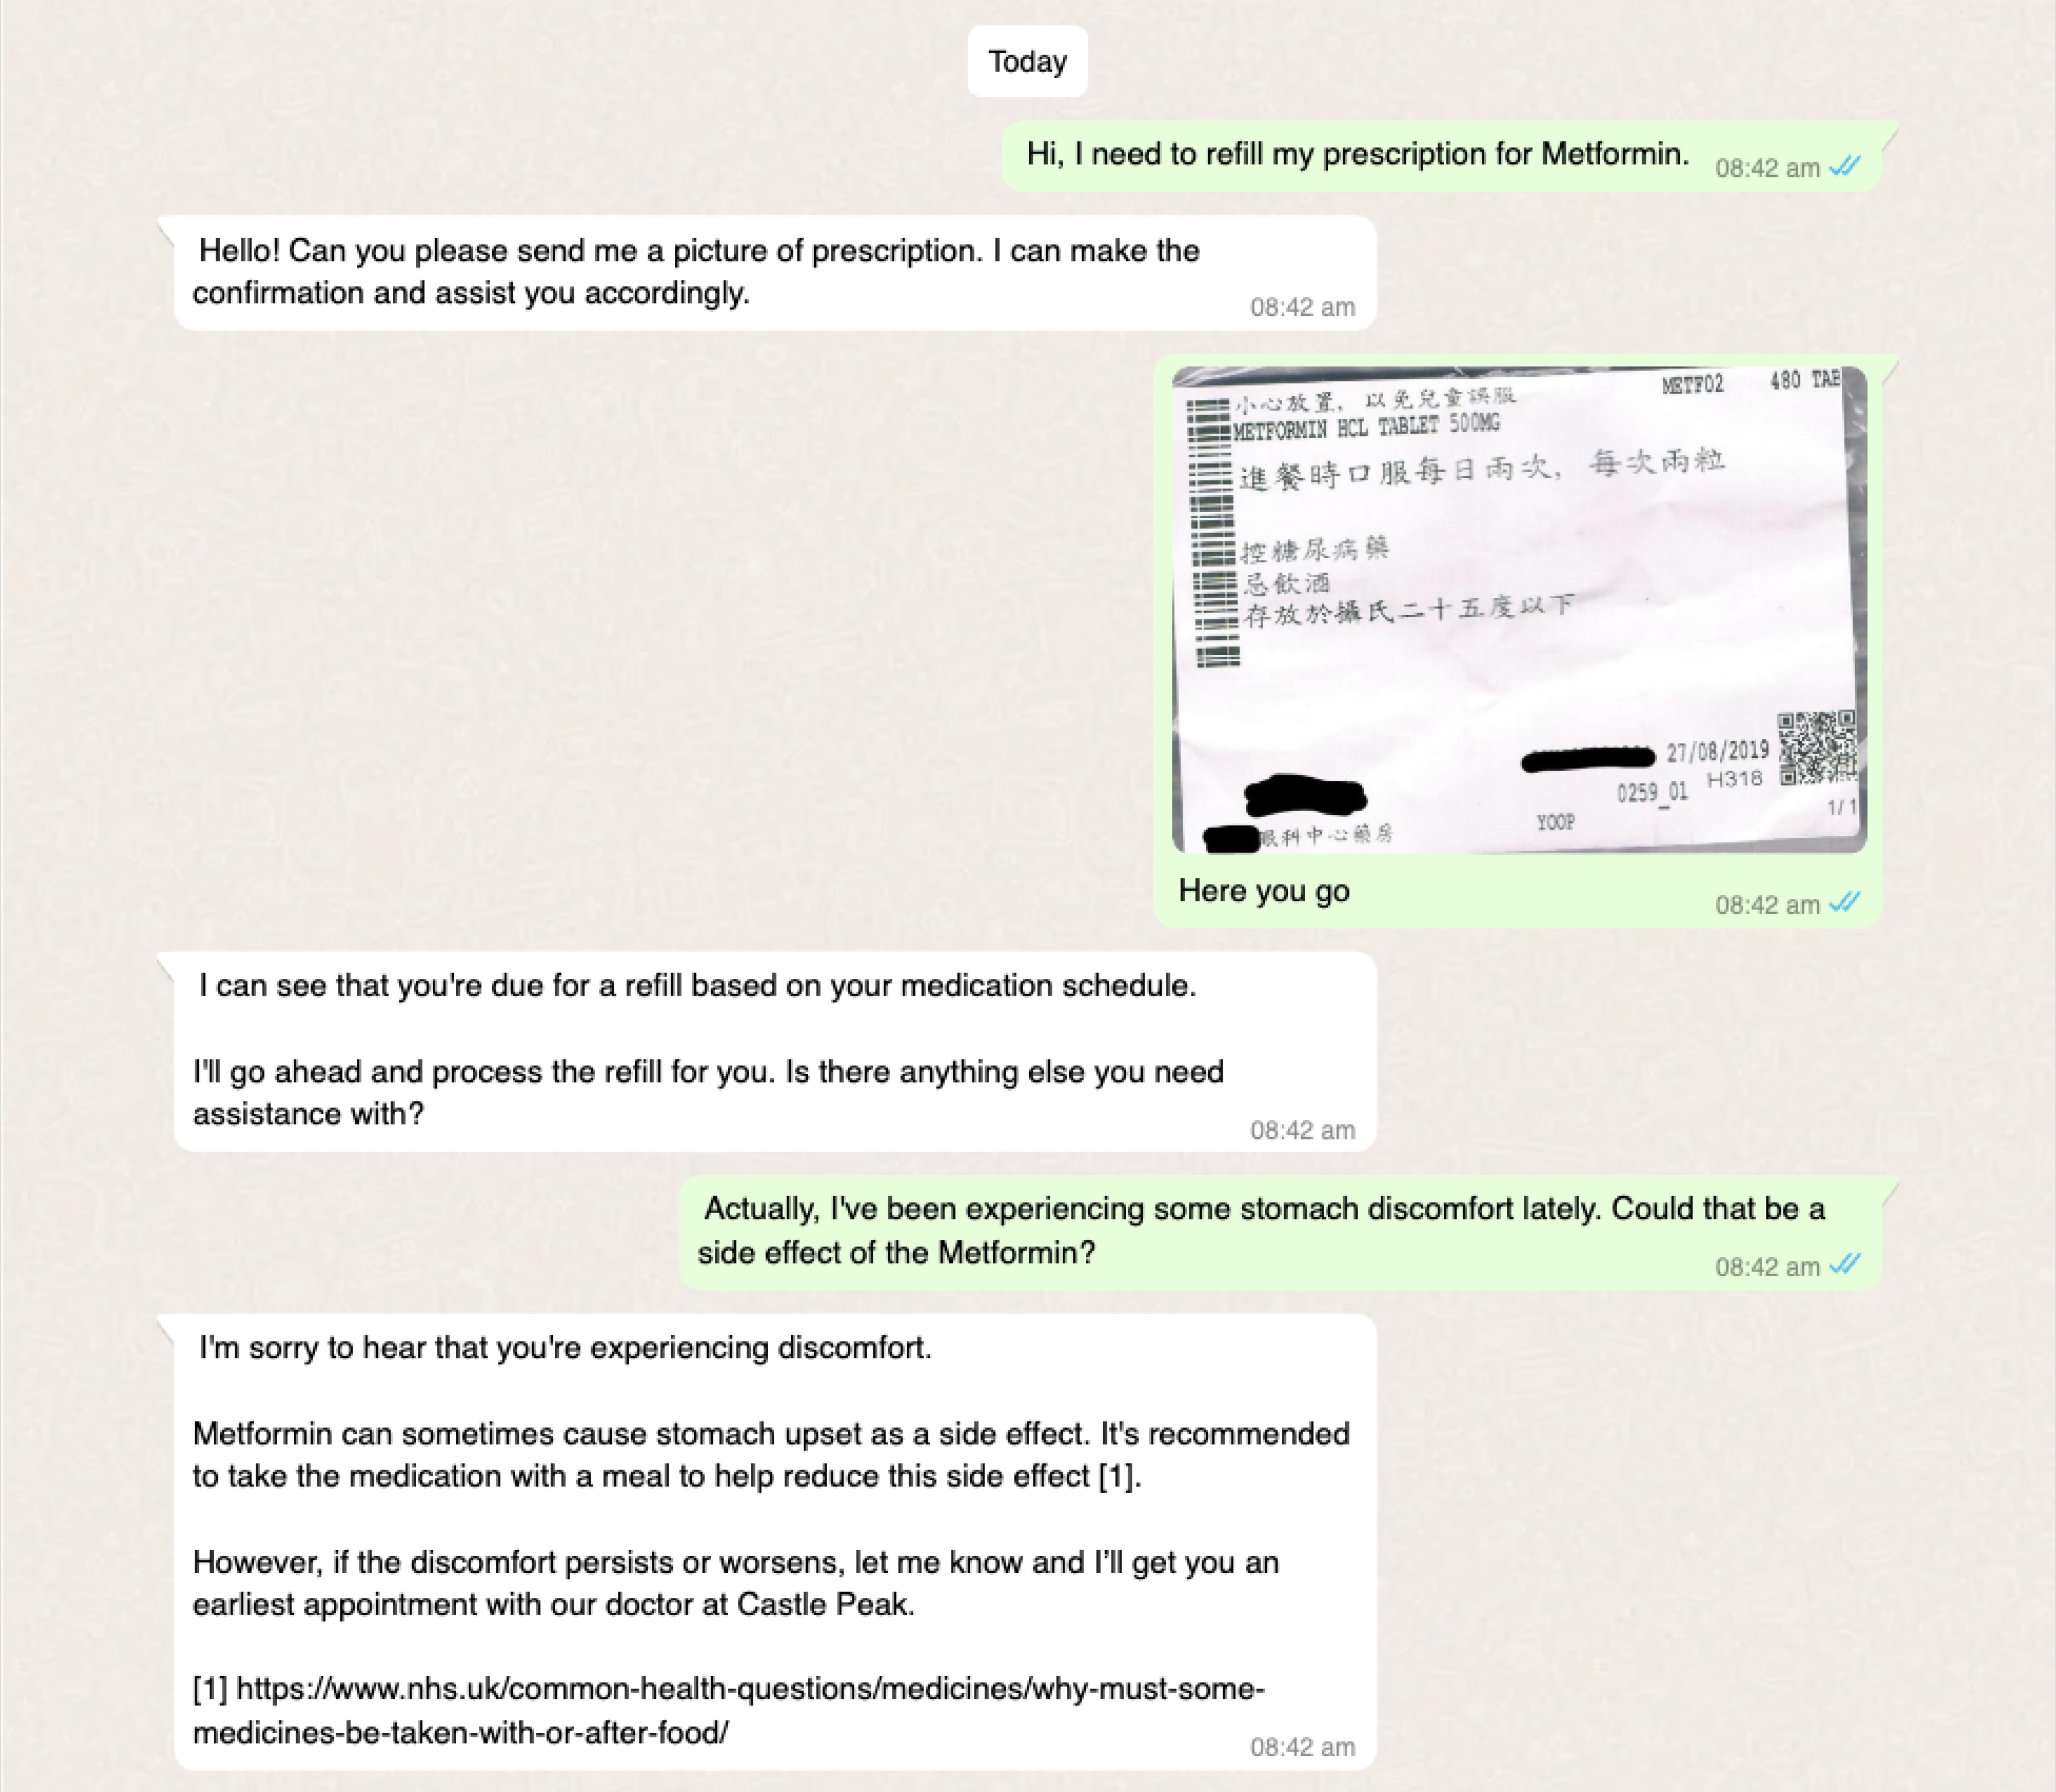 Today
Hi, I need to refill my prescription for Metformin.
08:42 am
Hello! Can you please send me a picture of prescription. I can make the
confirmation and assist you accordingly.
08:42 am
METF02 480 TAB
小心放置, 以免兒童誤服
METFORMIN HCL TABLET 500MG
進餐時口服每日兩次, 每次兩粒
控糖尿病藥
忌飲酒
存放於攝氏二十五度以下
27/08/2019
0259_01 H318
1/1
YOOP
眼科中心藥房
Here you go
08:42 am
I can see that you're due for a refill based on your medication schedule.
I'll go ahead and process the refill for you. Is there anything else you need
assistance with?
08:42 am
Actually, I've been experiencing some stomach discomfort lately. Could that be a
side effect of the Metformin?
08:42 am
I'm sorry to hear that you're experiencing discomfort.
Metformin can sometimes cause stomach upset as a side effect. It's recommended
to take the medication with a meal to help reduce this side effect [1].
However, if the discomfort persists or worsens, let me know and I’ll get you an
earliest appointment with our doctor at Castle Peak.
[1] https://www.nhs.uk/common-health-questions/medicines/why-must-some-
medicines-be-taken-with-or-after-food/
08:42 am